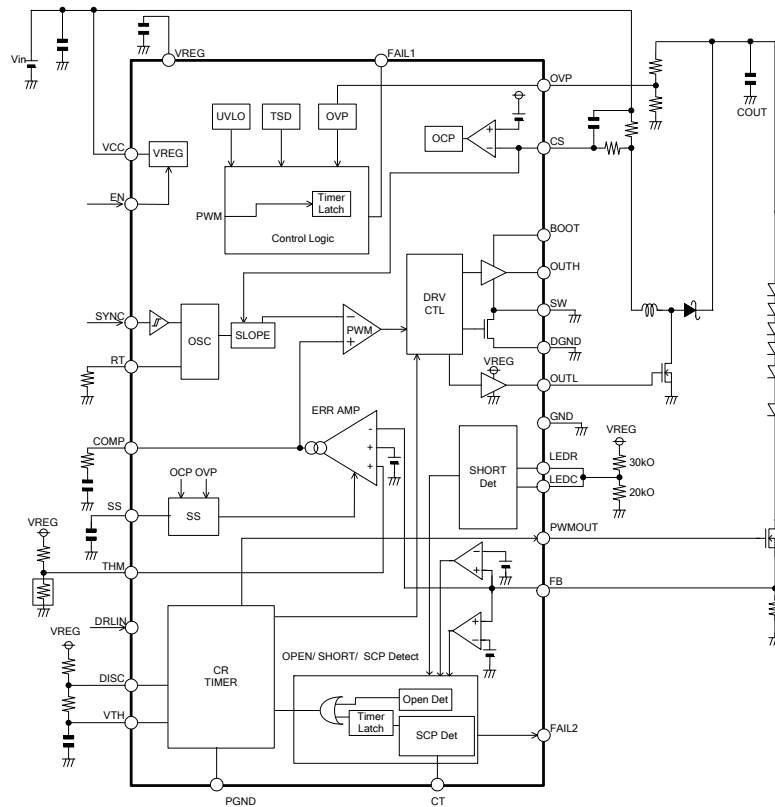 VREG
FAIL1
Vin
OVP
COUT
UVLO
TSD
OVP
OCP
CS
VCC
VREG
EN
PWM
Timer
Latch
Control Logic
BOOT
OUTH
DRV
CTL
SW
SYNC
OSC
SLOPE
PWM
DGND
RT
VREG
OUTL
ERR AMP
GND
COMP
VREG
SHORT
Det
LEDR
30kO
LEDC
20kO
OCP OVP
SS
SS
PWMOUT
VREG
THM
FB
DRLIN
VREG
OPEN/ SHORT/ SCP Detect
CR
TIMER
DISC
Open Det
VTH
Timer
Latch
SCP Det
FAIL2
PGND
CT